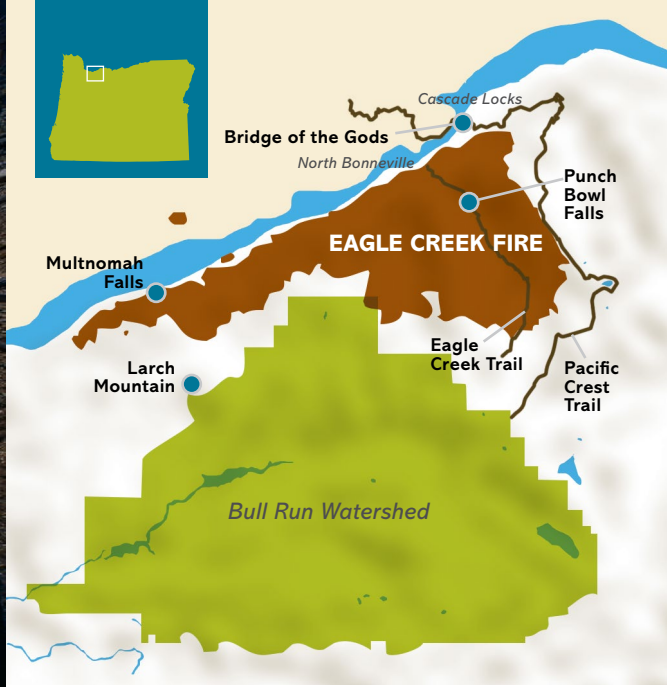 Cascade Locks
Bridge of the Gods
North Bonneville
Punch
Bowl
Falls
EAGLE CREEK FIRE
Multnomah
Falls
Eagle
Creek Trail
Larch
Mountain
Pacific
Crest
Trail
Bull Run Watershed